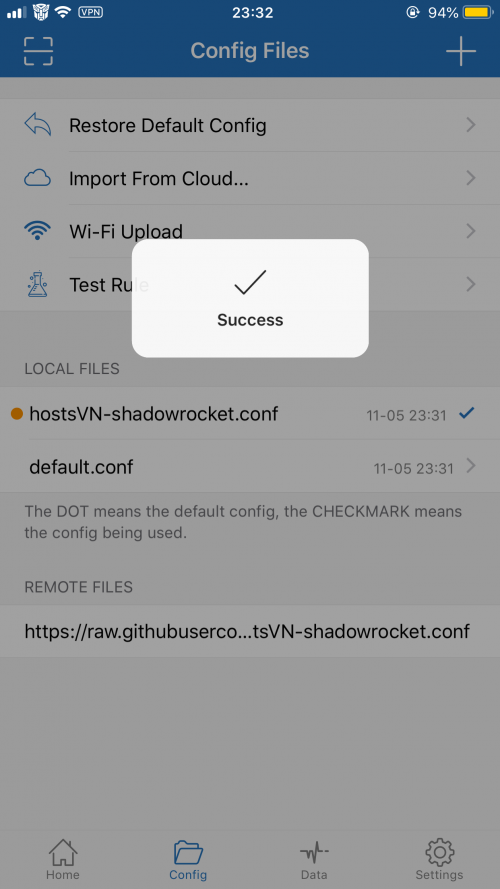 VPN 23:32 94%
Config Files
Restore Default Config
Import From Cloud...
Wi-Fi Upload
Test Rule
Success
LOCAL FILES
hostsVN-shadowrocket.conf 11-05 23:31
default.conf 11-05 23:31
The DOT means the default config, the CHECKMARK means
the config being used.
REMOTE FILES
https://raw.githubuserco...tsVN-shadowrocket.conf
Home Config Data Settings